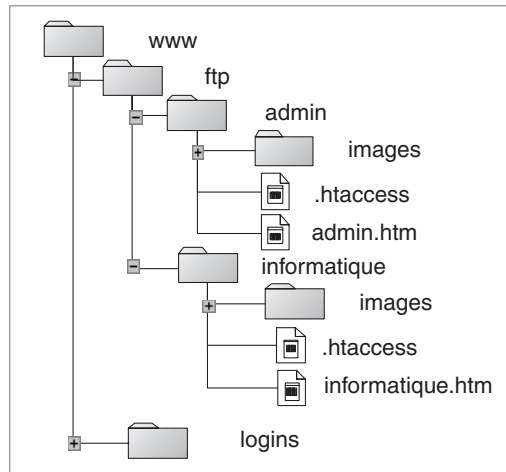 www
ftp
admin
images
.htaccess
admin.htm
informatique
images
.htaccess
informatique.htm
logins